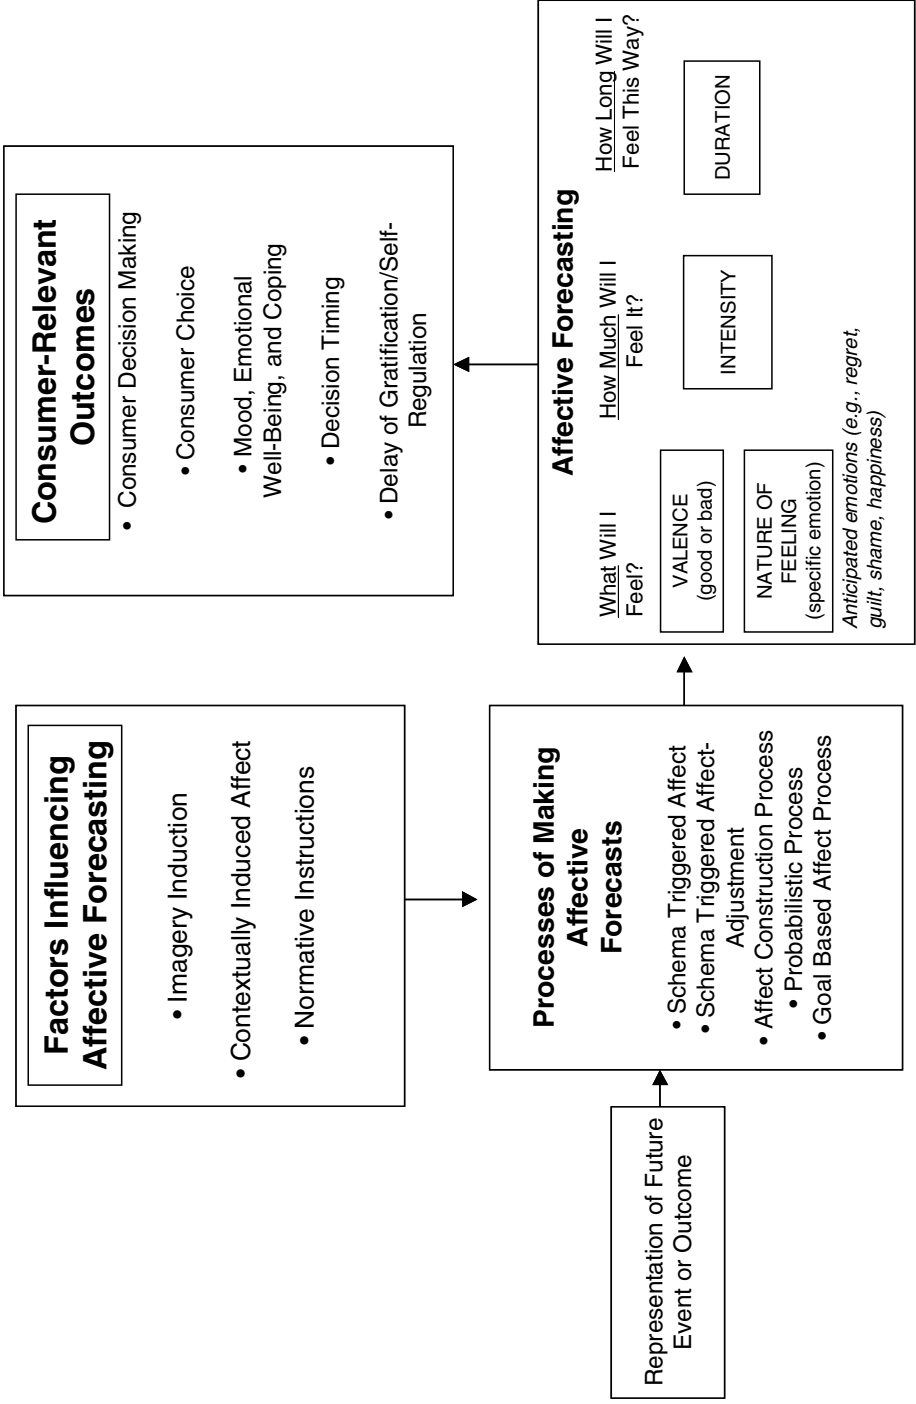 Factors Influencing
Affective Forecasting
• Imagery Induction
• Contextually Induced Affect
• Normative Instructions
Consumer-Relevant
Outcomes
• Consumer Decision Making
• Consumer Choice
• Mood, Emotional
Well-Being, and Coping
• Decision Timing
• Delay of Gratification/Self-
Regulation
Representation of Future
Event or Outcome
Processes of Making
Affective
Forecasts
• Schema Triggered Affect
• Schema Triggered Affect-
Adjustment
• Affect Construction Process
• Probabilistic Process
• Goal Based Affect Process
Affective Forecasting
What Will I
Feel?
VALENCE
(good or bad)
NATURE OF
FEELING
(specific emotion)
Anticipated emotions (e.g., regret,
guilt, shame, happiness)
How Much Will I
Feel It?
INTENSITY
How Long Will I
Feel This Way?
DURATION